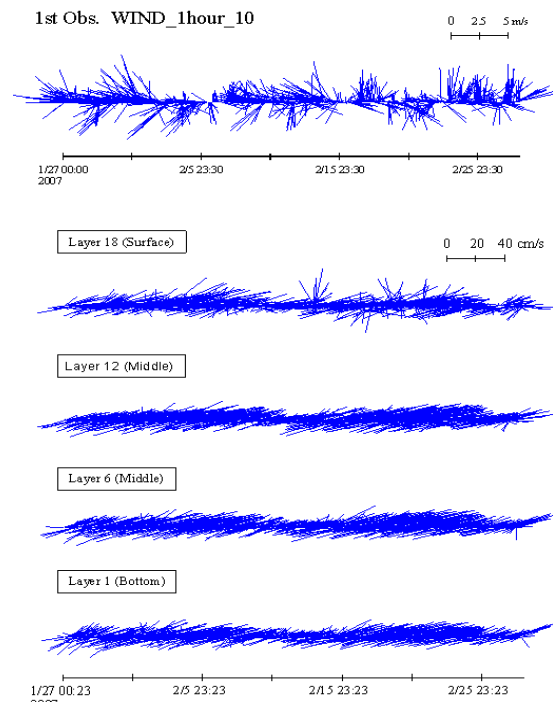 1st Obs. WIND_1hour_10
0 2.5 5 m/s
1/27 00:00 2/5 23:30 2/15 23:30 2/25 23:30
2007
Layer 18 (Surface)
0 20 40 cm/s
Layer 12 (Middle)
Layer 6 (Middle)
Layer 1 (Bottom)
1/27 00:23 2/5 23:23 2/15 23:23 2/25 23:23
2007